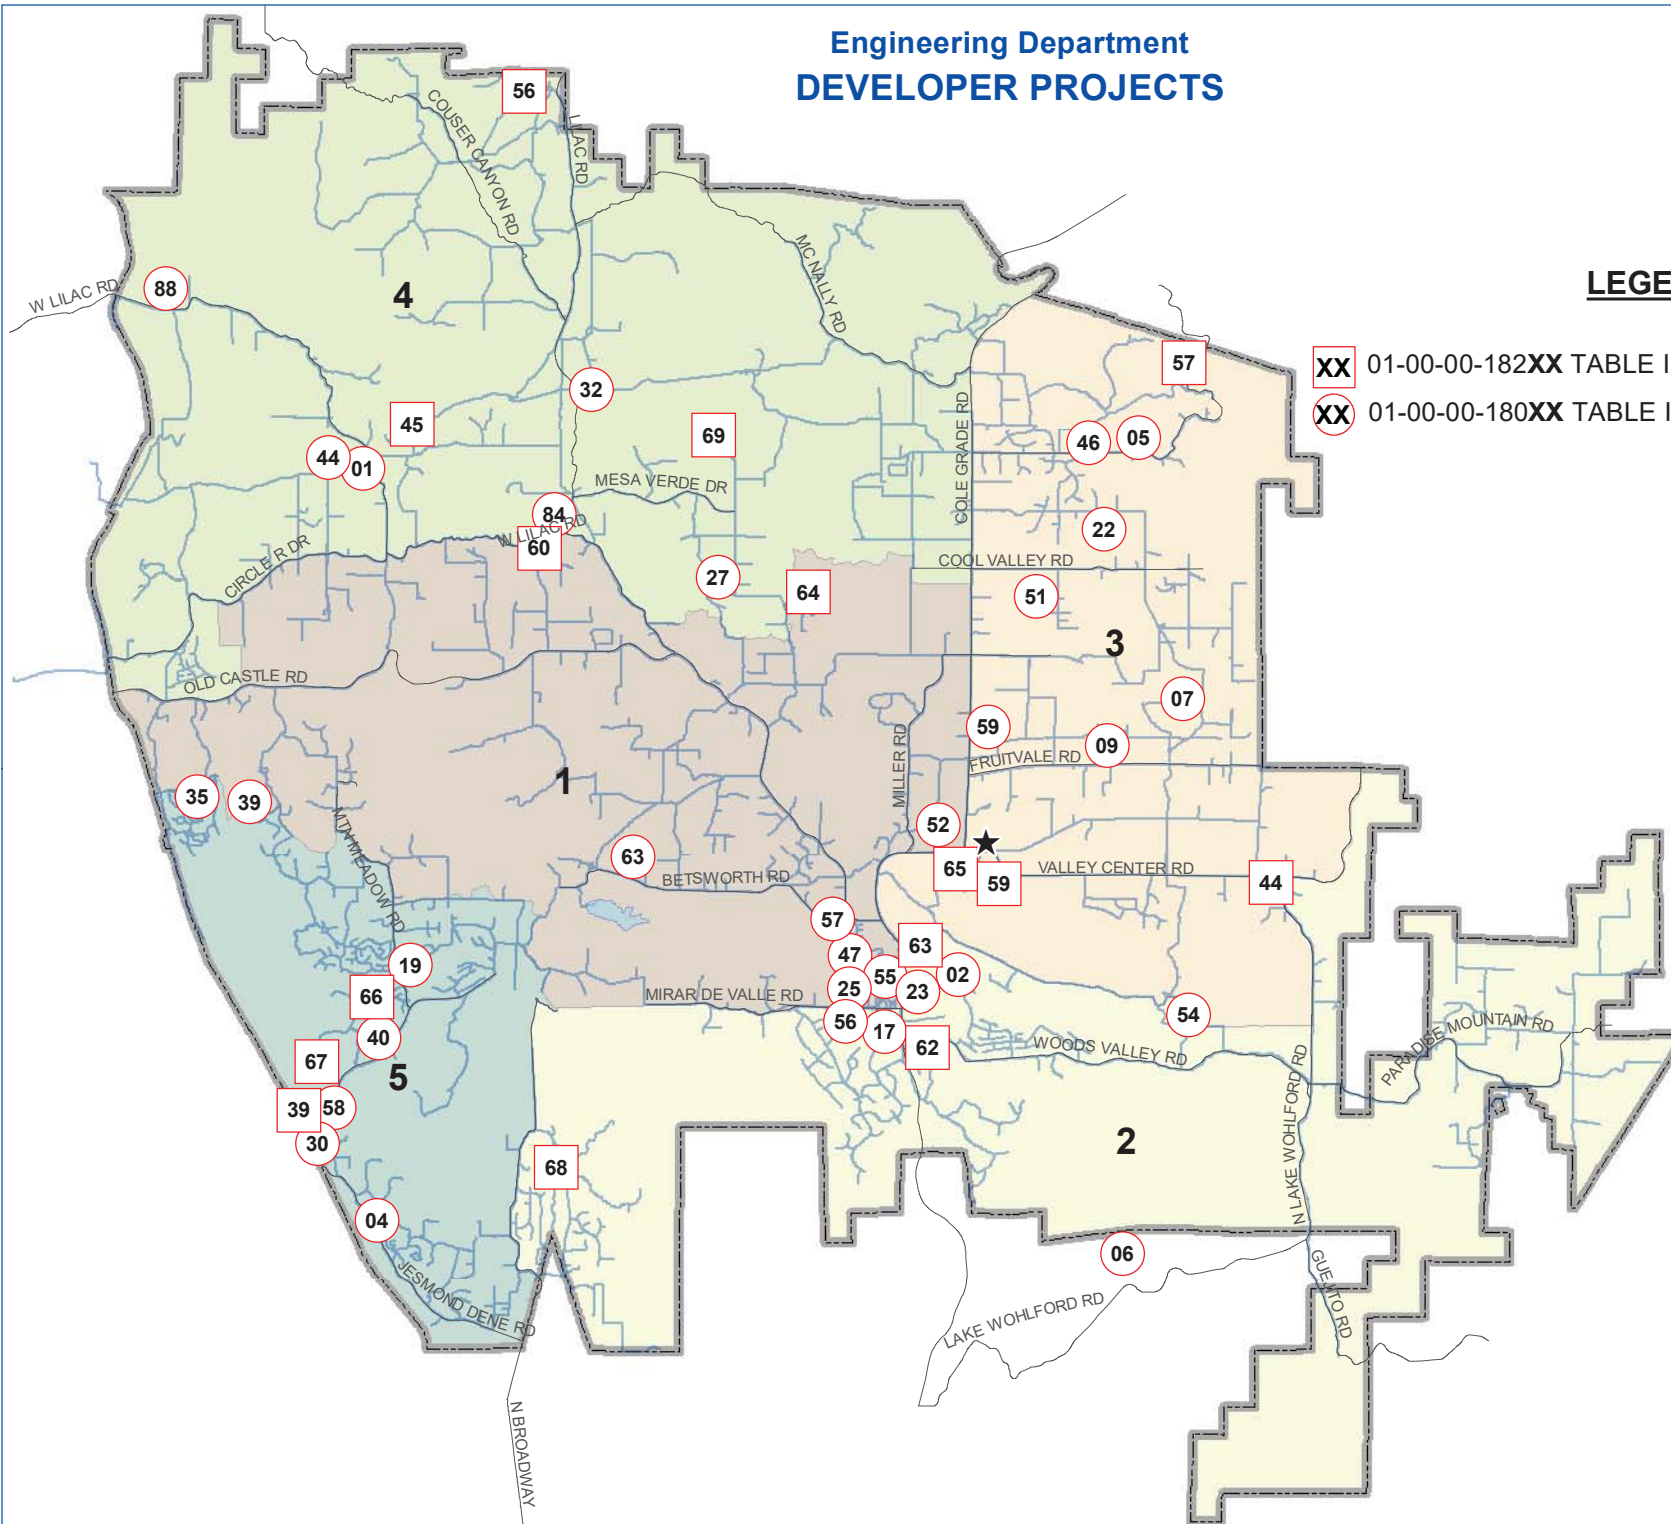 Engineering Department
DEVELOPER PROJECTS
56
COUSER CANYON RD
LILAC RD
MC NALLY RD
W LILAC RD
88
4
LEGE
XX 01-00-00-182XX TABLE I
XX 01-00-00-180XX TABLE I
57
32
45
69
COLE GRADE RD
46
05
44
01
MESA VERDE DR
84
W LILAC RD
60
22
CIRCLE R DR
COOL VALLEY RD
27
64
51
3
OLD CASTLE RD
07
59
09
FRUITVALE RD
MILLER RD
1
35
39
MTN MEADOW RD
52
63
BETSWORTH RD
65
59
VALLEY CENTER RD
44
57
63
47
55
02
19
25
23
66
MIRAR DE VALLE RD
56
17
54
40
62
WOODS VALLEY RD
PARADISE MOUNTAIN RD
67
5
39
58
30
2
N LAKE WOHLFORD RD
68
04
06
JESMOND DENE RD
LAKE WOHLFORD RD
GUEJITO RD
N BROADWAY